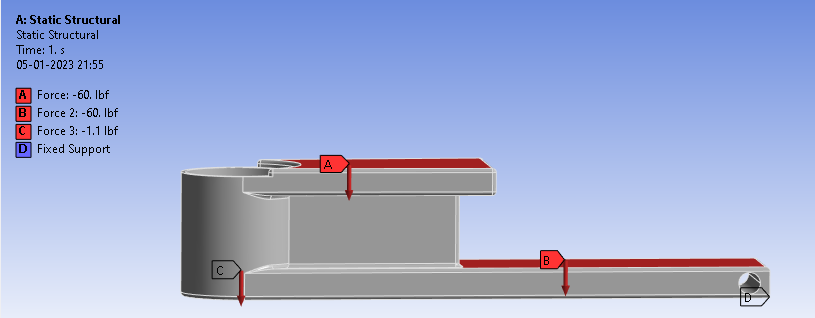 A: Static Structural
Static Structural
Time: 1. s
05-01-2023 21:55
A Force: -60. lbf
B Force 2: -60. lbf
C Force 3: -1.1 lbf
D Fixed Support
A
B
C
D